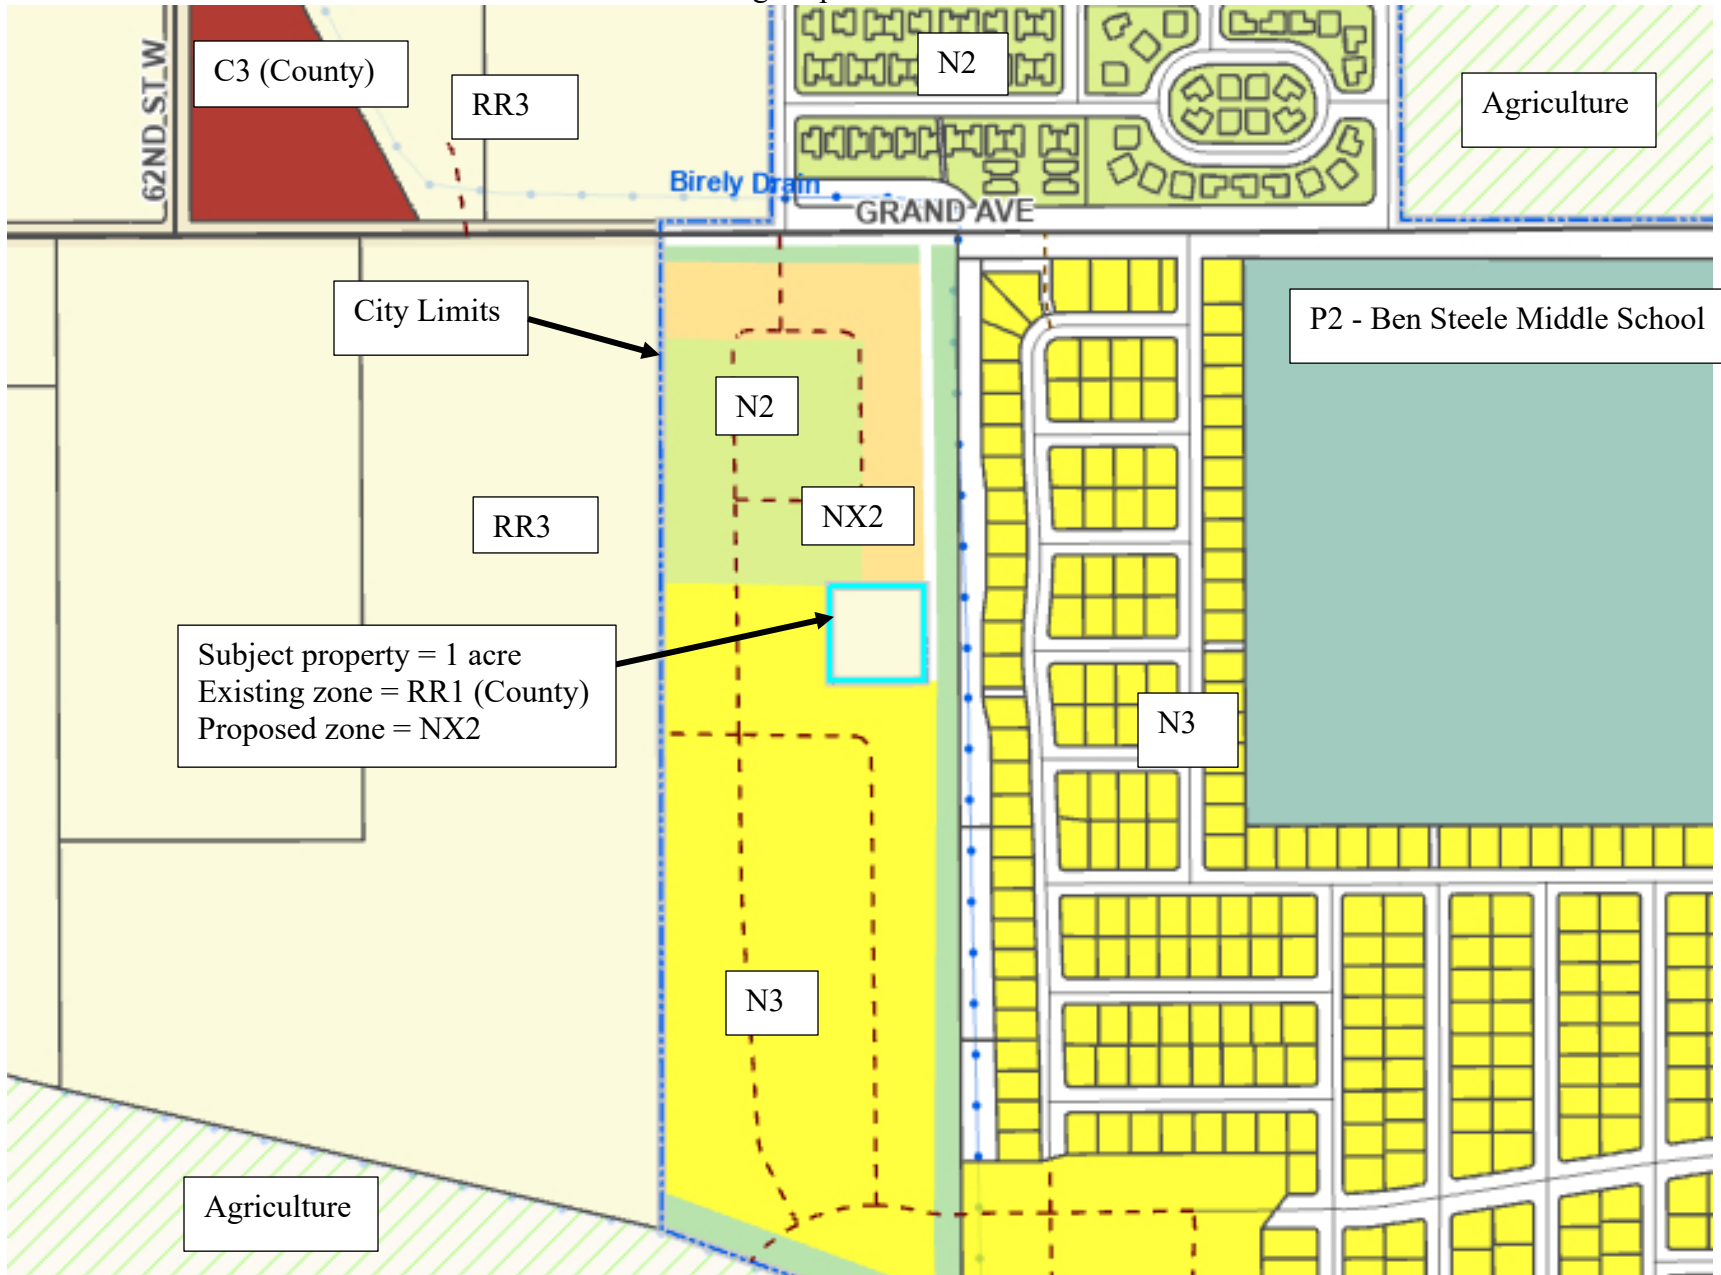 62ND ST W
C3 (County)
RR3
N2
Agriculture
Birely Drain
GRAND AVE
City Limits
P2 - Ben Steele Middle School
N2
NX2
RR3
Subject property = 1 acre
Existing zone = RR1 (County)
Proposed zone = NX2
N3
N3
Agriculture